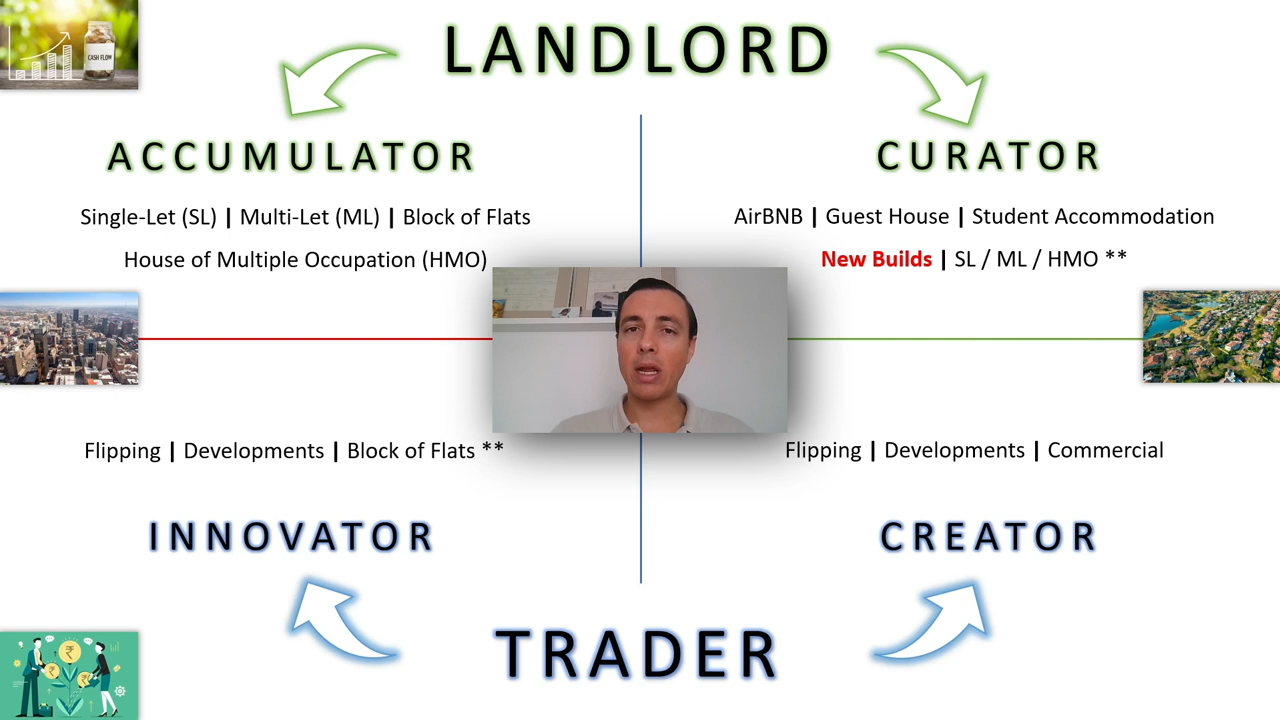 LANDLORD
CASH FLOW
ACCUMULATOR
CURATOR
Single-Let (SL) | Multi-Let (ML) | Block of Flats
House of Multiple Occupation (HMO)
AirBNB | Guest House | Student Accommodation
New Builds | SL / ML / HMO **
Flipping | Developments | Block of Flats **
Flipping | Developments | Commercial
INNOVATOR
CREATOR
TRADER
₹
₹
₹